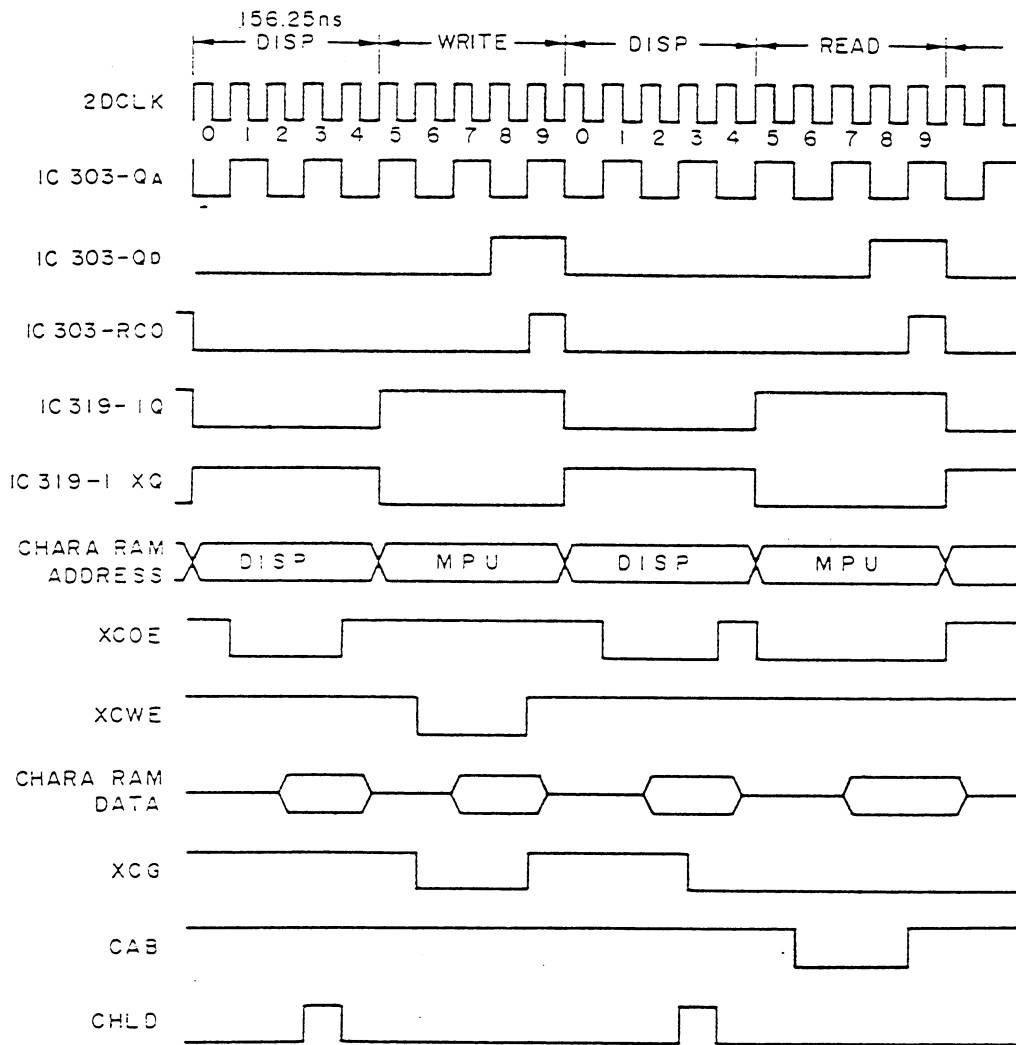 156.25ns
DISP WRITE DISP READ
2DCLK
0 1 2 3 4 5 6 7 8 9 0 1 2 3 4 5 6 7 8 9
IC 303-QA
IC 303-QD
IC 303-RCO
IC 319-1Q
IC 319-1 XQ
CHARA RAM
ADDRESS
DISP MPU DISP MPU
XCOE
XCWE
CHARA RAM
DATA
XCG
CAB
CHLD